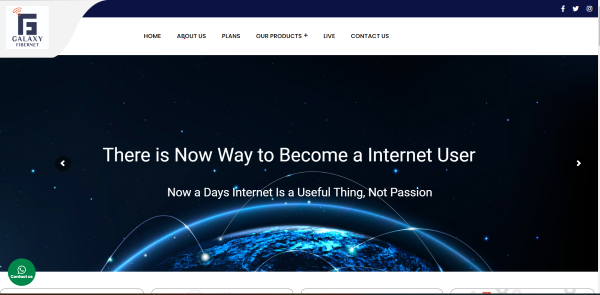 GALAXY
FIBERNET
HOME ABOUT US PLANS OUR PRODUCTS + LIVE CONTACT US
There is Now Way to Become a Internet User
Now a Days Internet Is a Useful Thing, Not Passion
Contact us